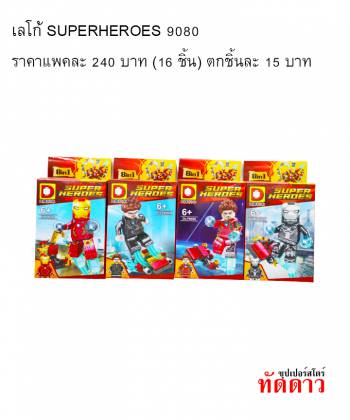 เลโก้ SUPERHEROES 9080
ราคาแพคละ 240 บาท (16 ชิ้น) ตกชิ้นละ 15 บาท
8in1
8in1
8in1
8in1
SUPER HEROES
SUPER HEROES
SUPER HEROES
SUPER HEROES
6+
6+
6+
6+
ซุปเปอร์สโตร์
ทัดดาว